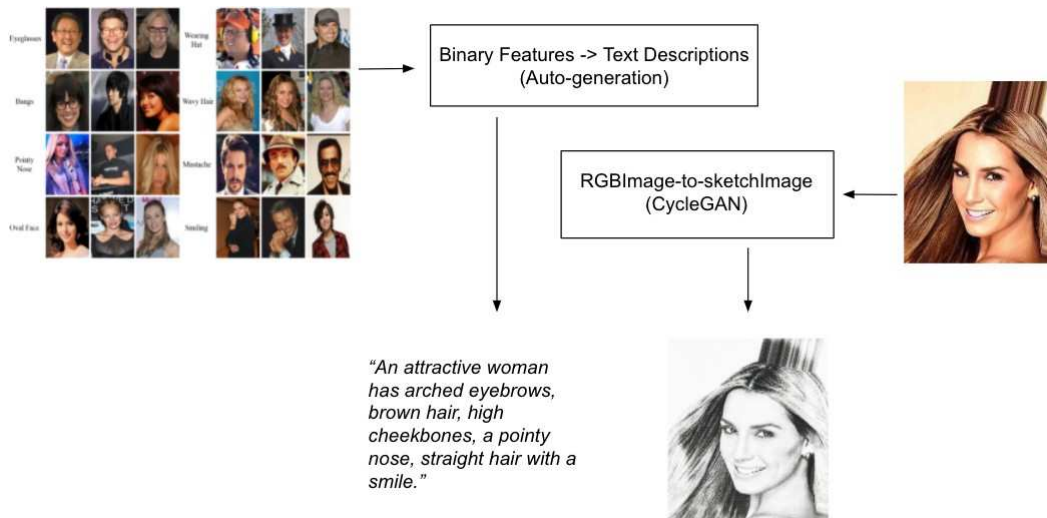 Eyeglasses
Wearing
Hat
Bangs
Wavy Hair
Pointy
Nose
Mustache
Oval Face
Smiling
Binary Features -> Text Descriptions
(Auto-generation)
RGBImage-to-sketchImage
(CycleGAN)
“An attractive woman
has arched eyebrows,
brown hair, high
cheekbones, a pointy
nose, straight hair with a
smile.”